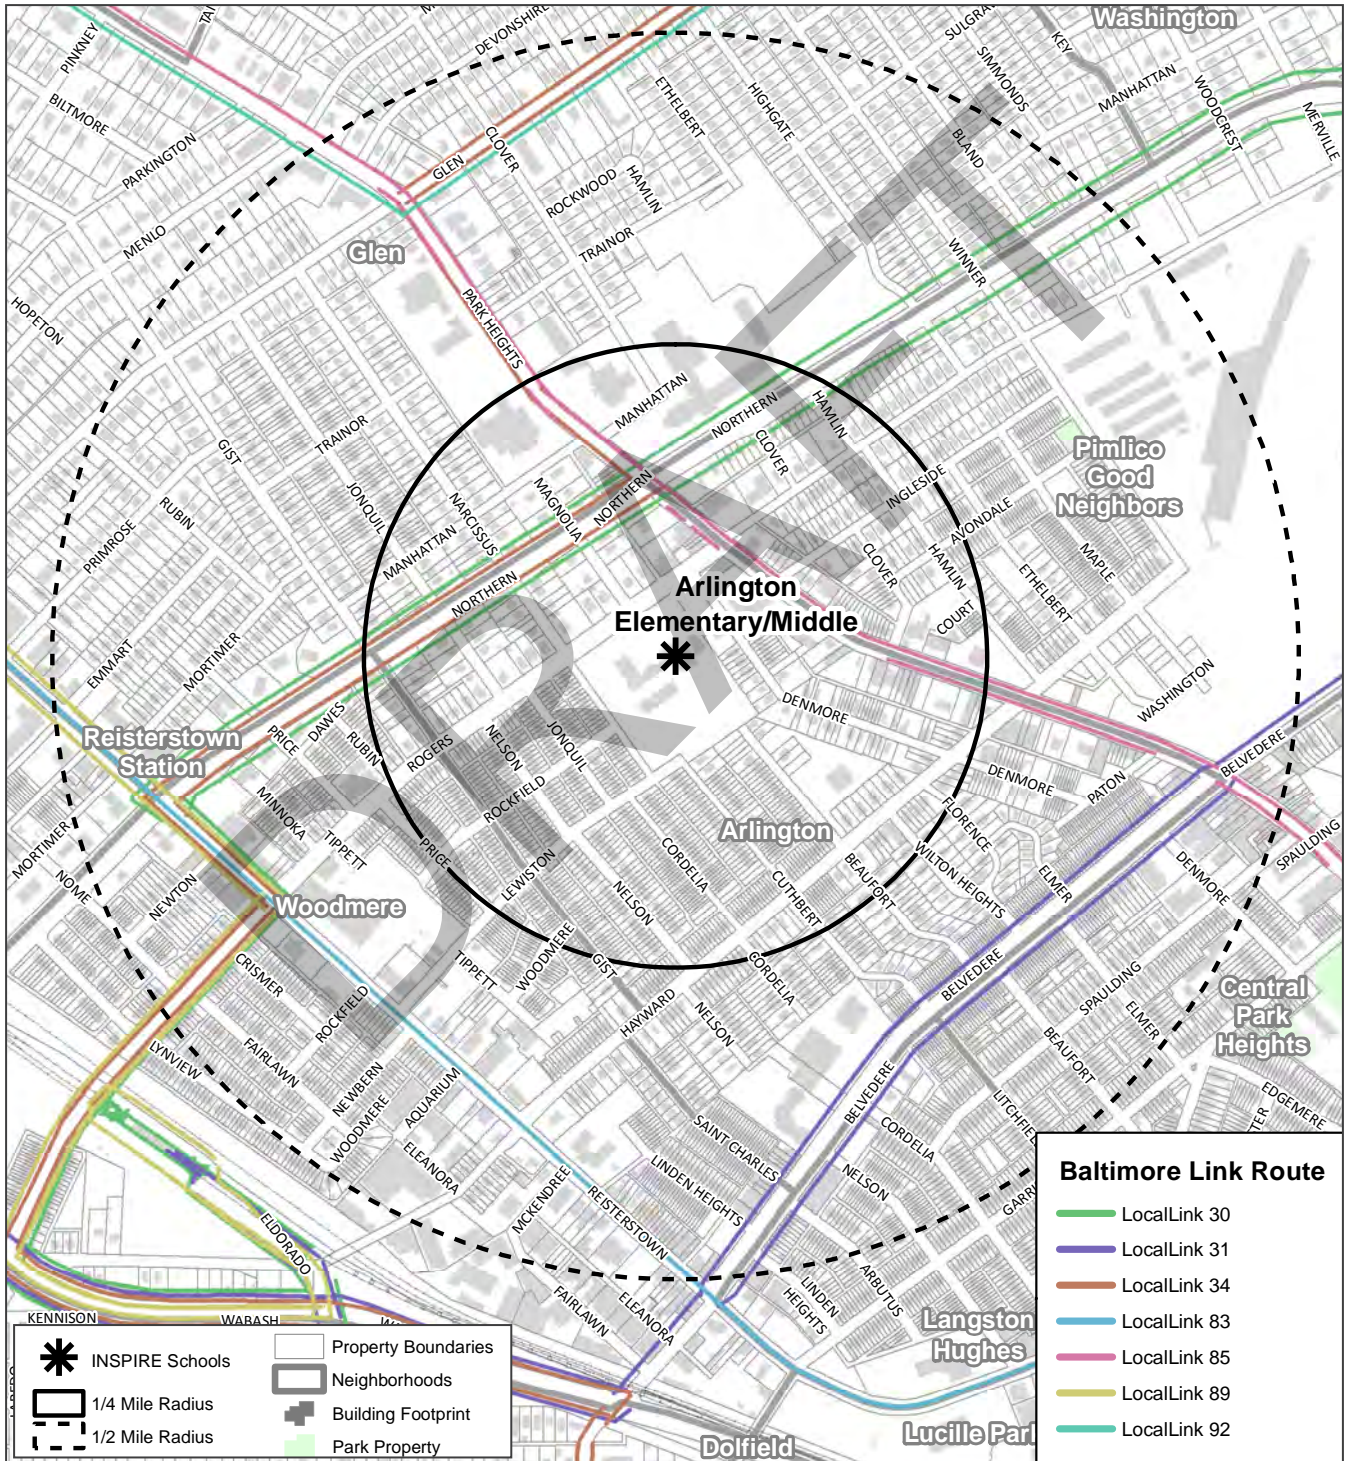 Washington
PINKNEY
DEVONSHIRE
SIMMONDS
KEY
MANHATTAN
WOODCREST
MERVILLE
BILTMORE
PARKINGTON
CLOVER
GLEN
ETHELBERT
HIGHGATE
BLAND
ROCKWOOD
HAMLIN
TRAINOR
MENLO
Glen
WINNER
HOPETON
PARK HEIGHTS
MANHATTAN
NORTHERN
HAMLIN
CLOVER
GIST
TRAINOR
JONQUIL
NARCISSUS
MAGNOLIA
NORTHERN
INGLESIDE
AVONDALE
Pimlico
Good
Neighbors
RUBIN
PRIMROSE
MANHATTAN
NORTHERN
CLOVER
HAMLIN
MAPLE
ETHELBERT
COURT
Arlington
Elementary/Middle
EMMART
MORTIMER
WASHINGTON
DENMORE
Reisterstown
Station
PRICE
DAWES
RUBIN
ROGERS
NELSON
JONQUIL
ROCKFIELD
BELVEDERE
DENMORE
PATON
MINNOKA
TIPPETT
PRICE
LEWISTON
CORDELIA
Arlington
FLORENCE
WILTON HEIGHTS
ELMER
SPAULDING
DENMORE
MORTIMER
NOME
NEWTON
Woodmere
NELSON
CUTHBERT
BEAUFORT
CRISMER
ROCKFIELD
TIPPETT
WOODMERE
GIST
HAYWARD
NELSON
CORDELIA
BELVEDERE
SPAULDING
ELMER
BEAUFORT
Central
Park
Heights
LYNVIEW
FAIRLAWN
NEWBERN
WOODMERE
AQUARIUM
ELEANORA
SAINT CHARLES
BELVEDERE
CORDELIA
NELSON
EDGEMERE
ELDORADO
MCKENDREE
REISTERSTOWN
LINDEN HEIGHTS
LINDEN
HEIGHTS
ARBUTUS
FAIRLAWN
ELEANORA
Langston
Hughes
KENNISON
WABASH
Dolfield
Lucille
DRAFT
INSPIRE Schools
1/4 Mile Radius
1/2 Mile Radius
Property Boundaries
Neighborhoods
Building Footprint
Park Property
Baltimore Link Route
LocalLink 30
LocalLink 31
LocalLink 34
LocalLink 83
LocalLink 85
LocalLink 89
LocalLink 92